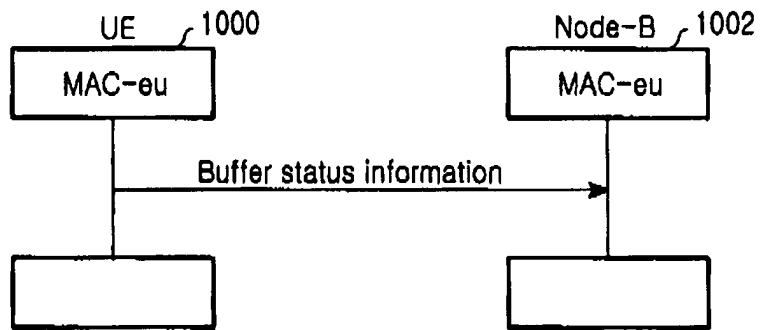 UE 1000
Node-B 1002
MAC-eu
MAC-eu
Buffer status information